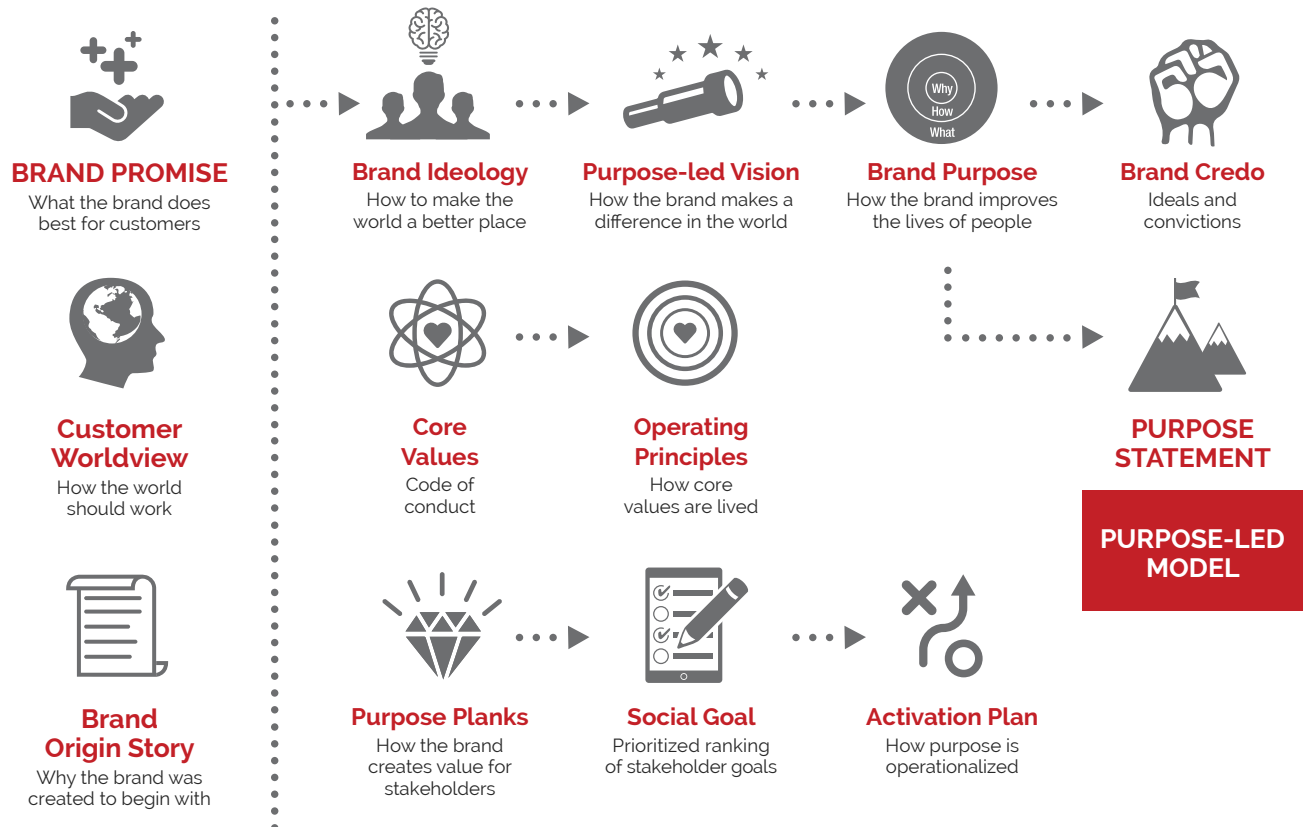 BRAND PROMISE
What the brand does
best for customers
Customer
Worldview
How the world
should work
Brand
Origin Story
Why the brand was
created to begin with
Brand Ideology
How to make the
world a better place
Purpose-led Vision
How the brand makes a
difference in the world
Why
How
What
Brand Purpose
How the brand improves
the lives of people
Brand Credo
Ideals and
convictions
Core
Values
Code of
conduct
Operating
Principles
How core
values are lived
PURPOSE
STATEMENT
PURPOSE-LED
MODEL
Purpose Planks
How the brand
creates value for
stakeholders
Social Goal
Prioritized ranking
of stakeholder goals
Activation Plan
How purpose is
operationalized